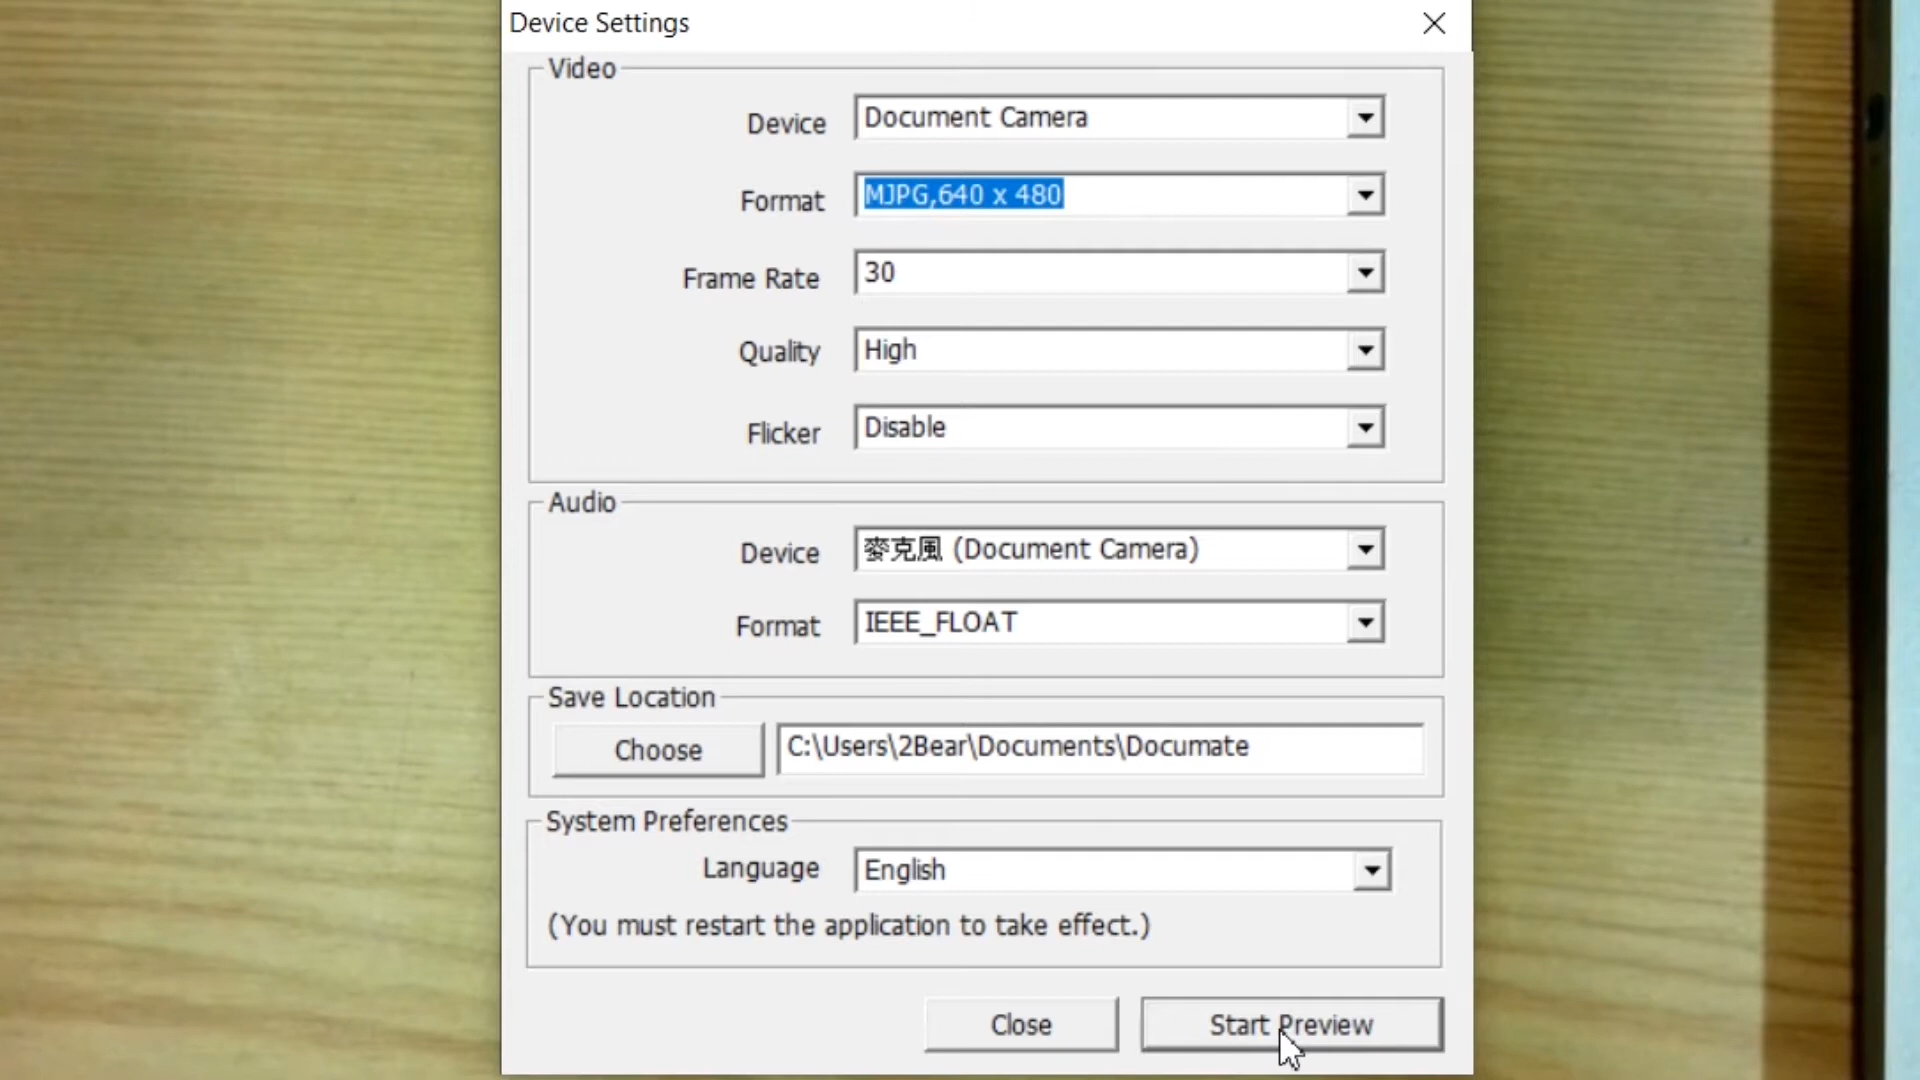 Device Settings
Video
Device Document Camera
Format MJPG,640 x 480
Frame Rate 30
Quality High
Flicker Disable
Audio
Device 麥克風 (Document Camera)
Format IEEE_FLOAT
Save Location
Choose C:\Users\2Bear\Documents\Documate
System Preferences
Language English
(You must restart the application to take effect.)
Close Start Preview